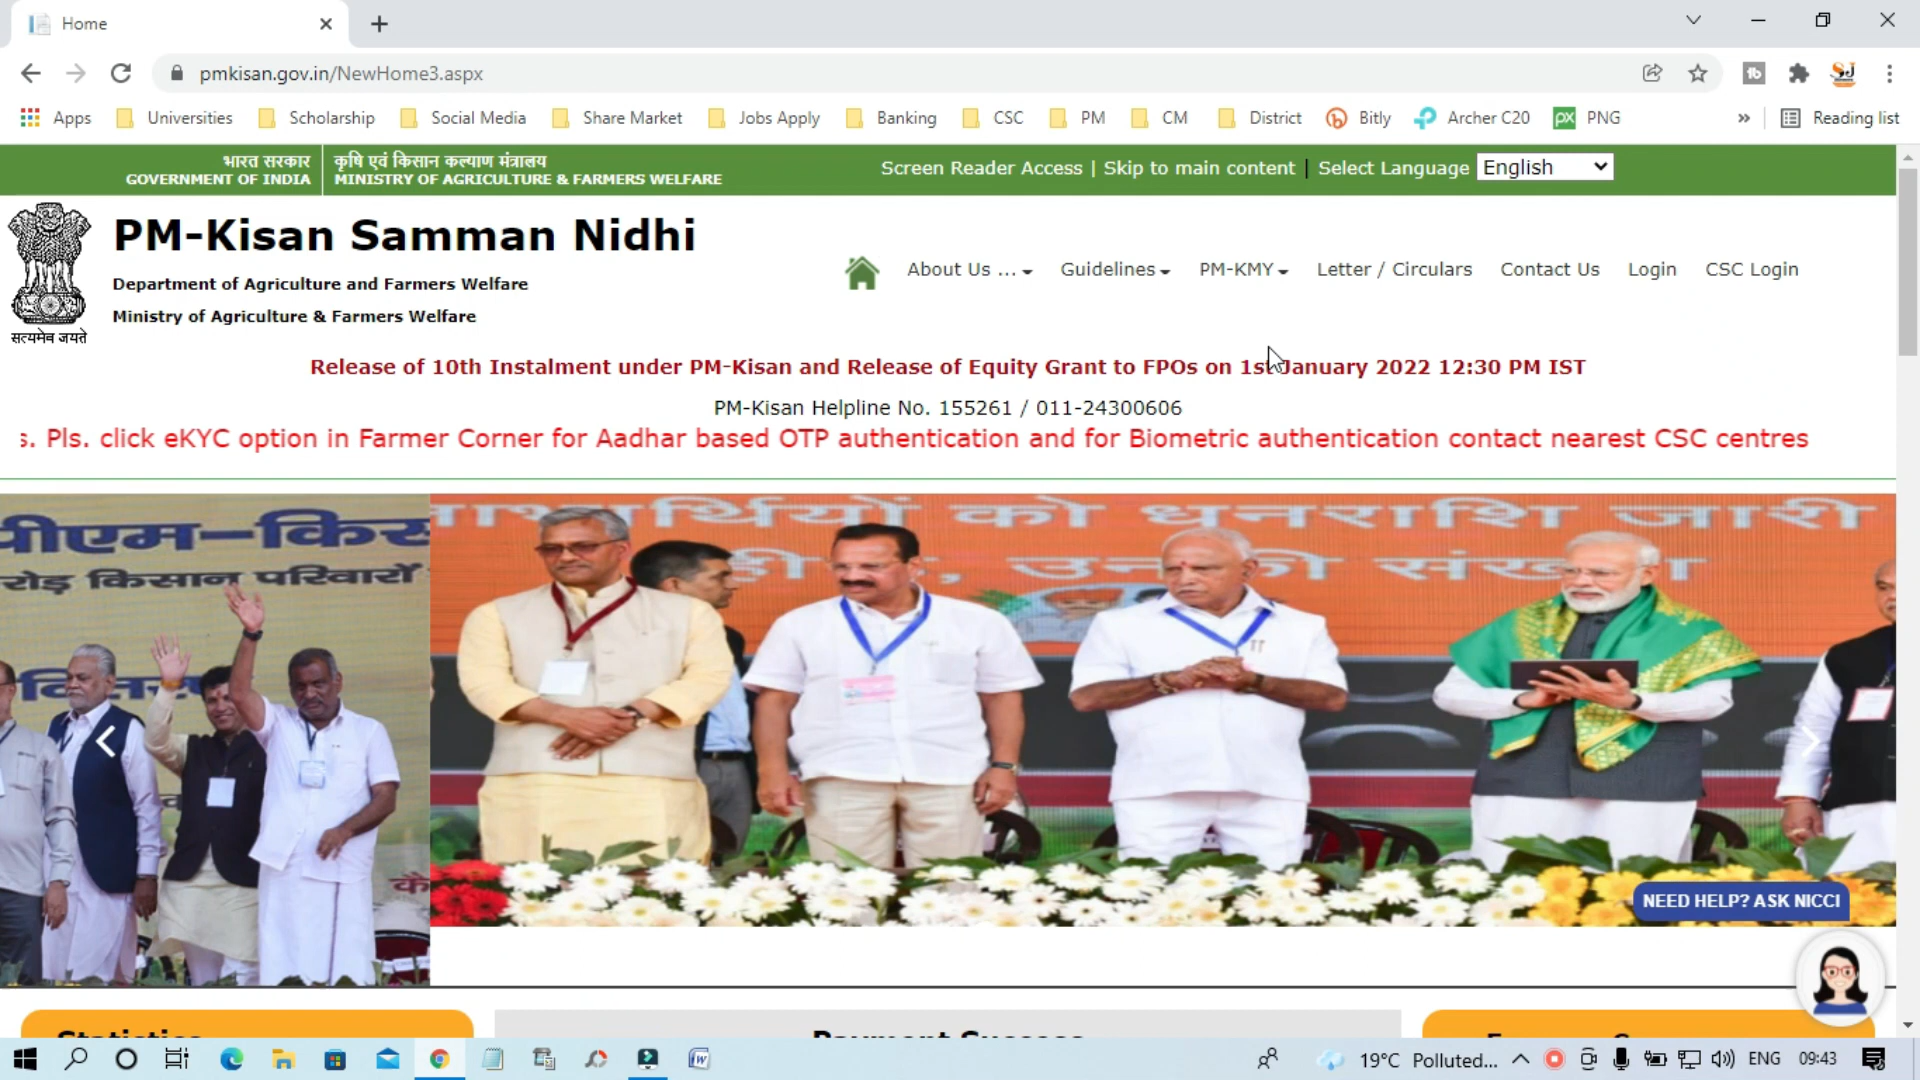 Home
pmkisan.gov.in/NewHome3.aspx
Apps Universities Scholarship Social Media Share Market Jobs Apply Banking CSC PM CM District Bitly Archer C20 PNG » Reading list
भारत सरकार
GOVERNMENT OF INDIA
कृषि एवं किसान कल्याण मंत्रालय
MINISTRY OF AGRICULTURE & FARMERS WELFARE
Screen Reader Access | Skip to main content | Select Language English
PM-Kisan Samman Nidhi
Department of Agriculture and Farmers Welfare
Ministry of Agriculture & Farmers Welfare
सत्यमेव जयते
About Us ... Guidelines PM-KMY Letter / Circulars Contact Us Login CSC Login
Release of 10th Instalment under PM-Kisan and Release of Equity Grant to FPOs on 1st January 2022 12:30 PM IST
PM-Kisan Helpline No. 155261 / 011-24300606
s. Pls. click eKYC option in Farmer Corner for Aadhar based OTP authentication and for Biometric authentication contact nearest CSC centres
पीएम-किस
रोड़ किसान परिवारों
को धनराशि जारी
उनकी
NEED HELP? ASK NICCI
Statistics
Payment Success
19°C Polluted... ENG 09:43